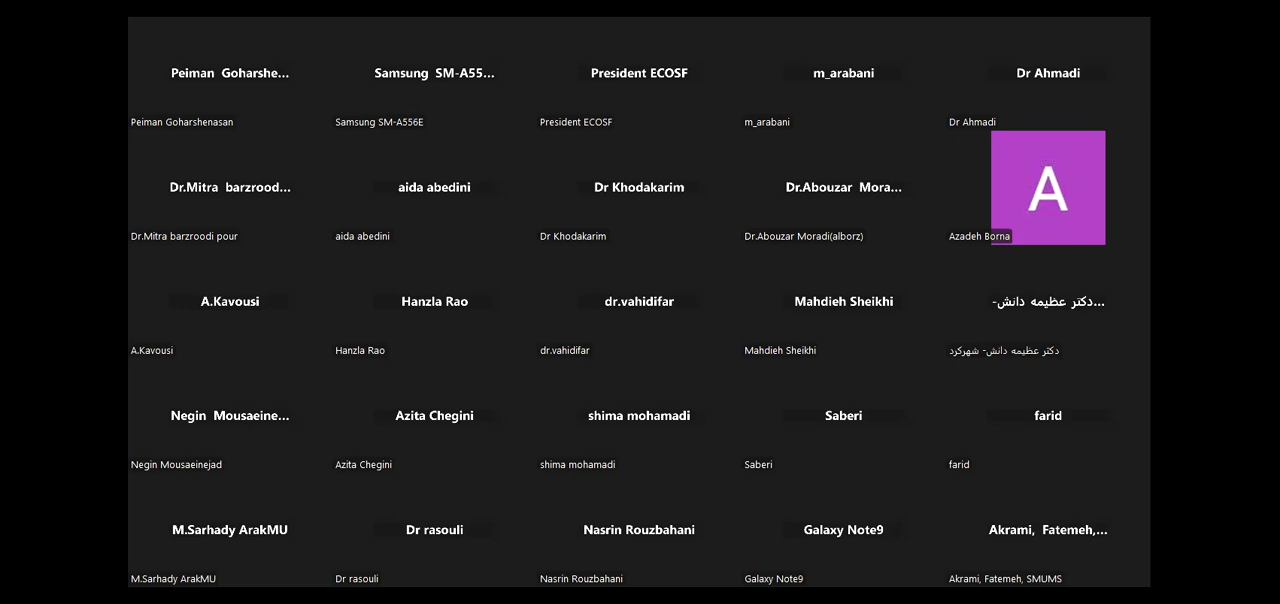 Peiman Goharshe...
Samsung SM-A55...
President ECOSF
m_arabani
Dr Ahmadi
Peiman Goharshenasan
Samsung SM-A556E
President ECOSF
m_arabani
Dr Ahmadi
Dr.Mitra barzrood...
aida abedini
Dr Khodakarim
Dr.Abouzar Mora...
A
Dr.Mitra barzroodi pour
aida abedini
Dr Khodakarim
Dr.Abouzar Moradi(alborz)
Azadeh Borna
A.Kavousi
Hanzla Rao
dr.vahidifar
Mahdieh Sheikhi
دکتر عظیمه دانش-...
A.Kavousi
Hanzla Rao
dr.vahidifar
Mahdieh Sheikhi
دکتر عظیمه دانش- شهرکرد
Negin Mousaeine...
Azita Chegini
shima mohamadi
Saberi
farid
Negin Mousaeinejad
Azita Chegini
shima mohamadi
Saberi
farid
M.Sarhady ArakMU
Dr rasouli
Nasrin Rouzbahani
Galaxy Note9
Akrami, Fatemeh,...
M.Sarhady ArakMU
Dr rasouli
Nasrin Rouzbahani
Galaxy Note9
Akrami, Fatemeh, SMUMS